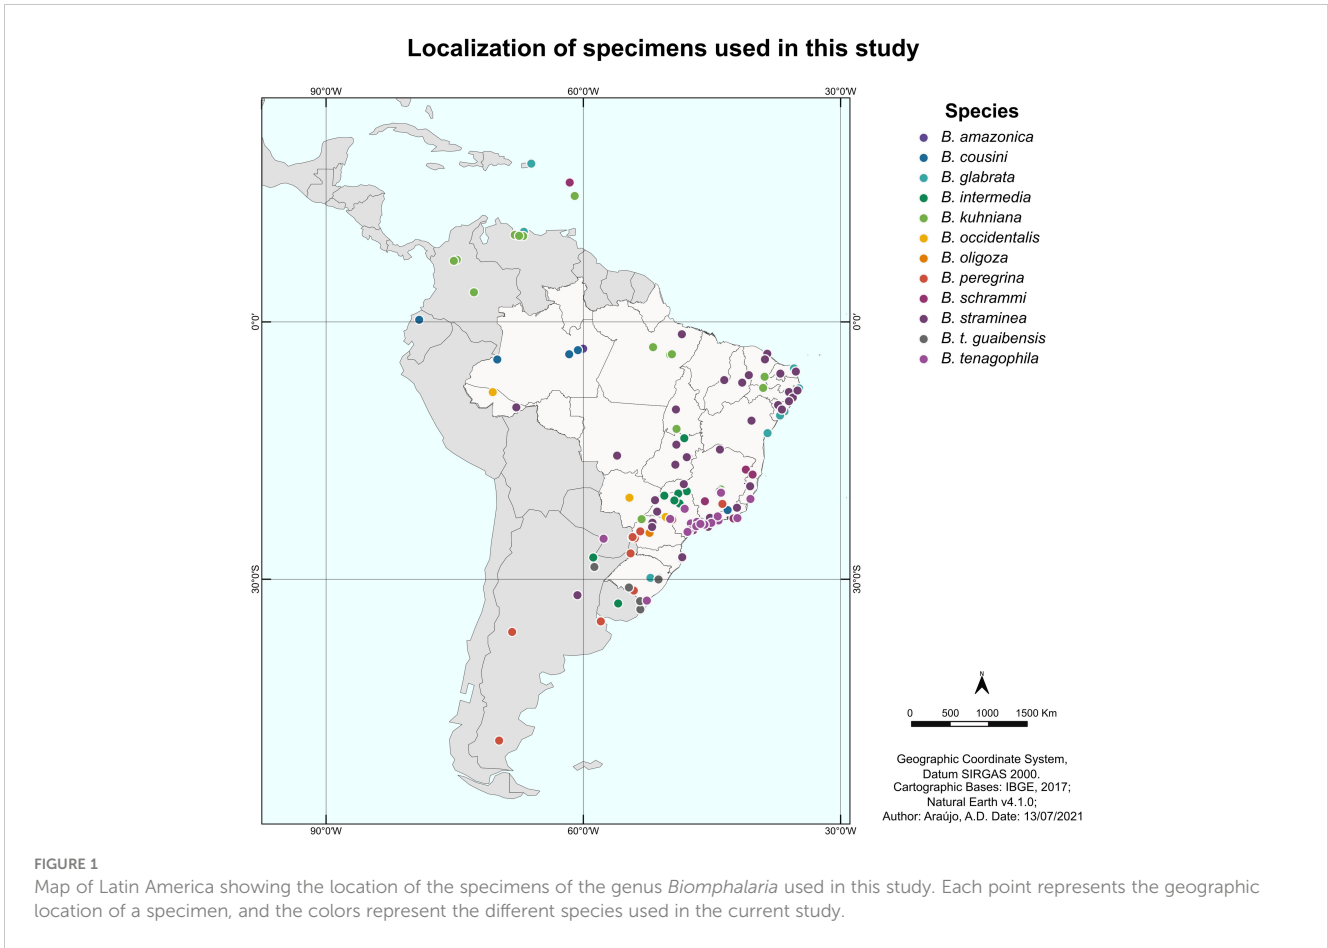 Localization of specimens used in this study
90°0'W
60°0'W
30°0'W
0°0'
0°0'
30°0'S
30°0'S
90°0'W
60°0'W
30°0'W
Species
B. amazonica
B. cousini
B. glabrata
B. intermedia
B. kuhniana
B. occidentalis
B. oligoza
B. peregrina
B. schrammi
B. straminea
B. t. guaibensis
B. tenagophila
N
0 500 1000 1500 Km
Geographic Coordinate System,
Datum SIRGAS 2000.
Cartographic Bases: IBGE, 2017;
Natural Earth v4.1.0;
Author: Araújo, A.D. Date: 13/07/2021
FIGURE 1
Map of Latin America showing the location of the specimens of the genus Biomphalaria used in this study. Each point represents the geographic
location of a specimen, and the colors represent the different species used in the current study.